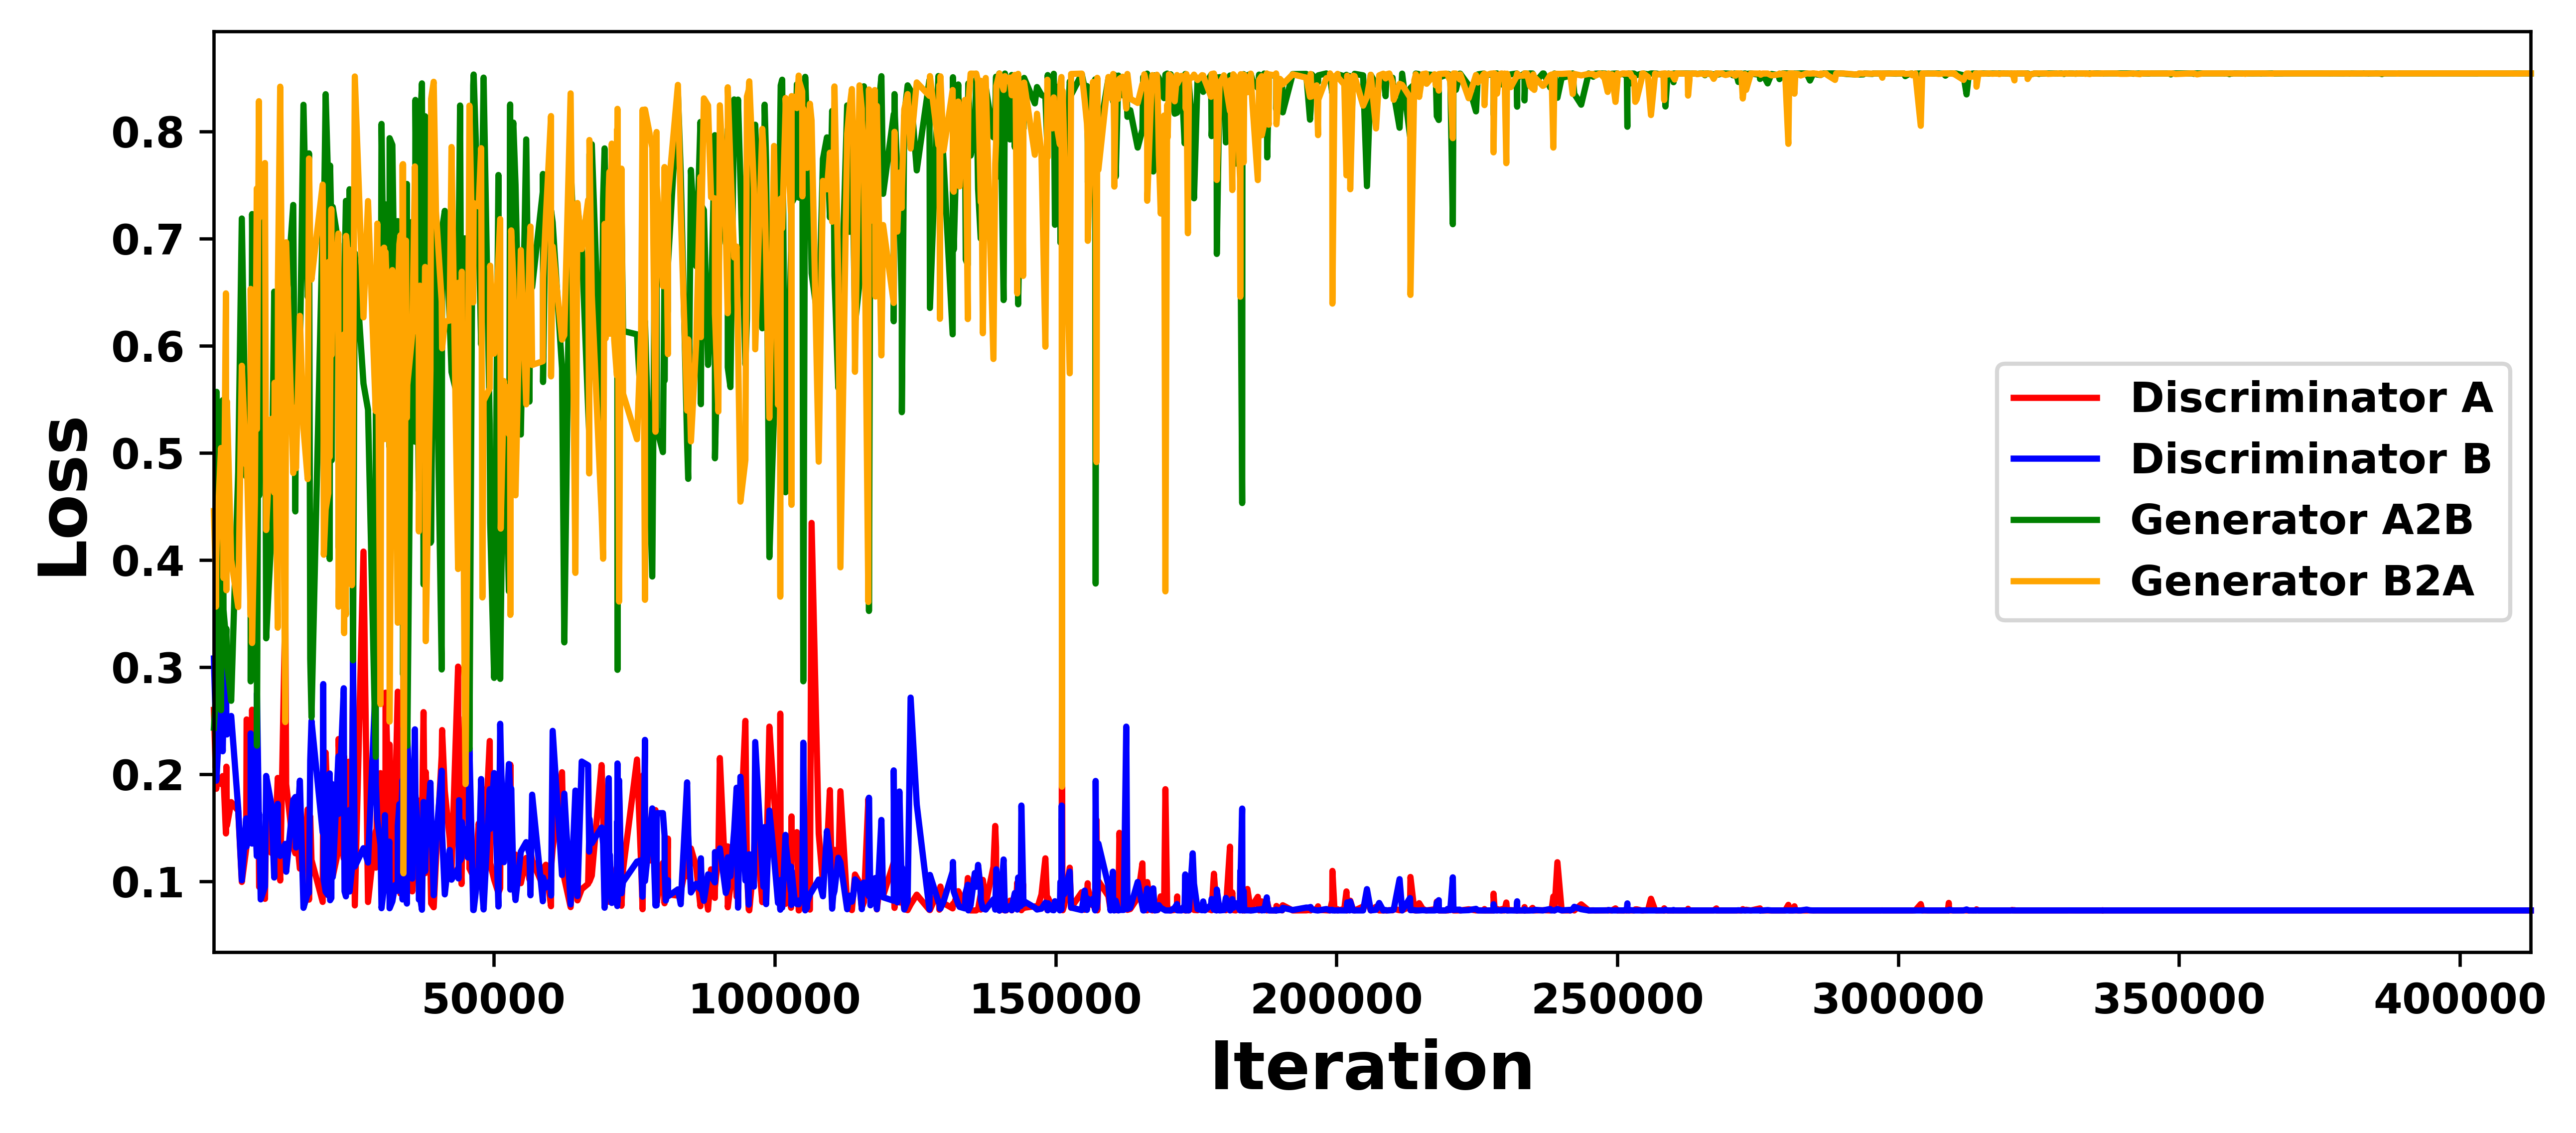 Loss
0.8
0.7
0.6
0.5
0.4
0.3
0.2
0.1
Discriminator A
Discriminator B
Generator A2B
Generator B2A
50000 100000 150000 200000 250000 300000 350000 400000
Iteration